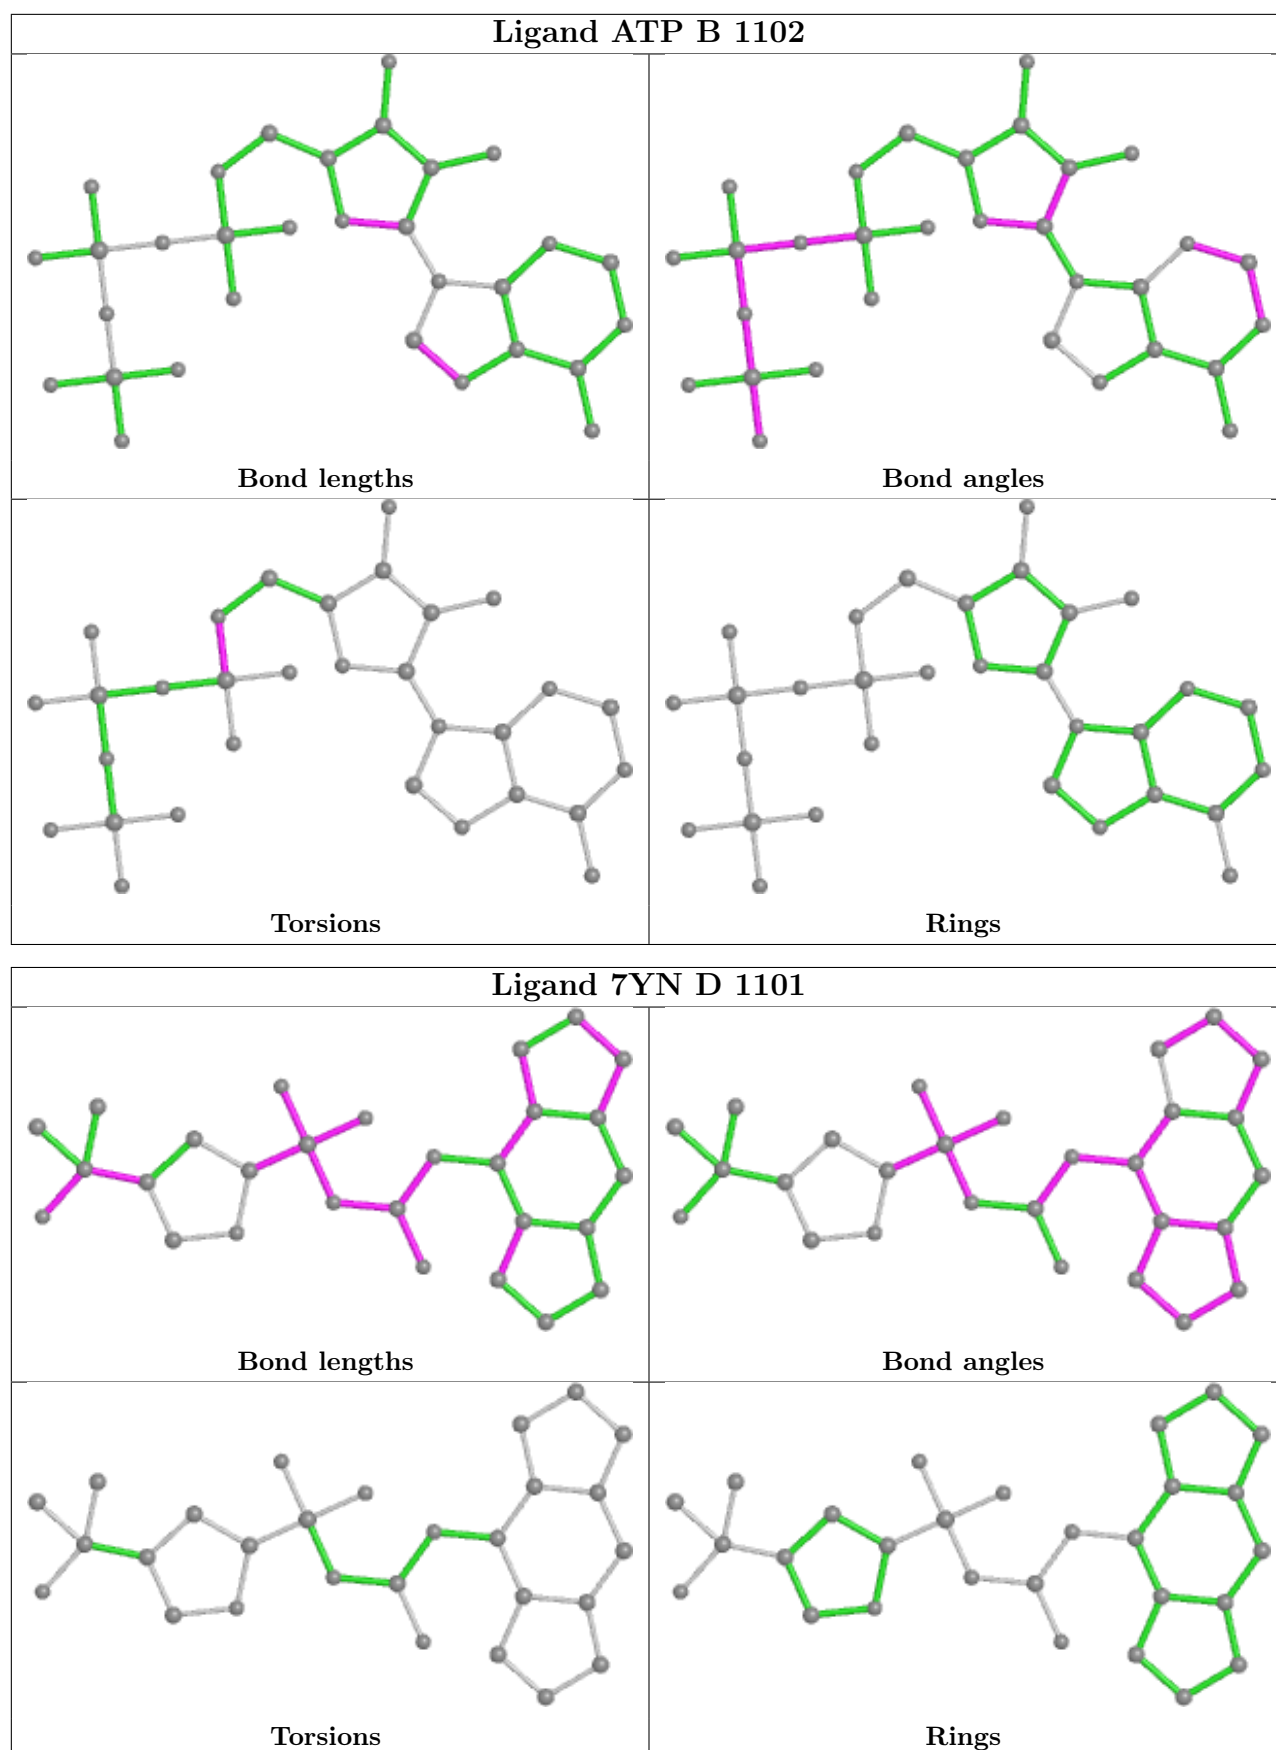 Ligand ATP B 1102
Bond lengths
Bond angles
Torsions
Rings
Ligand 7YN D 1101
Bond lengths
Bond angles
Torsions
Rings